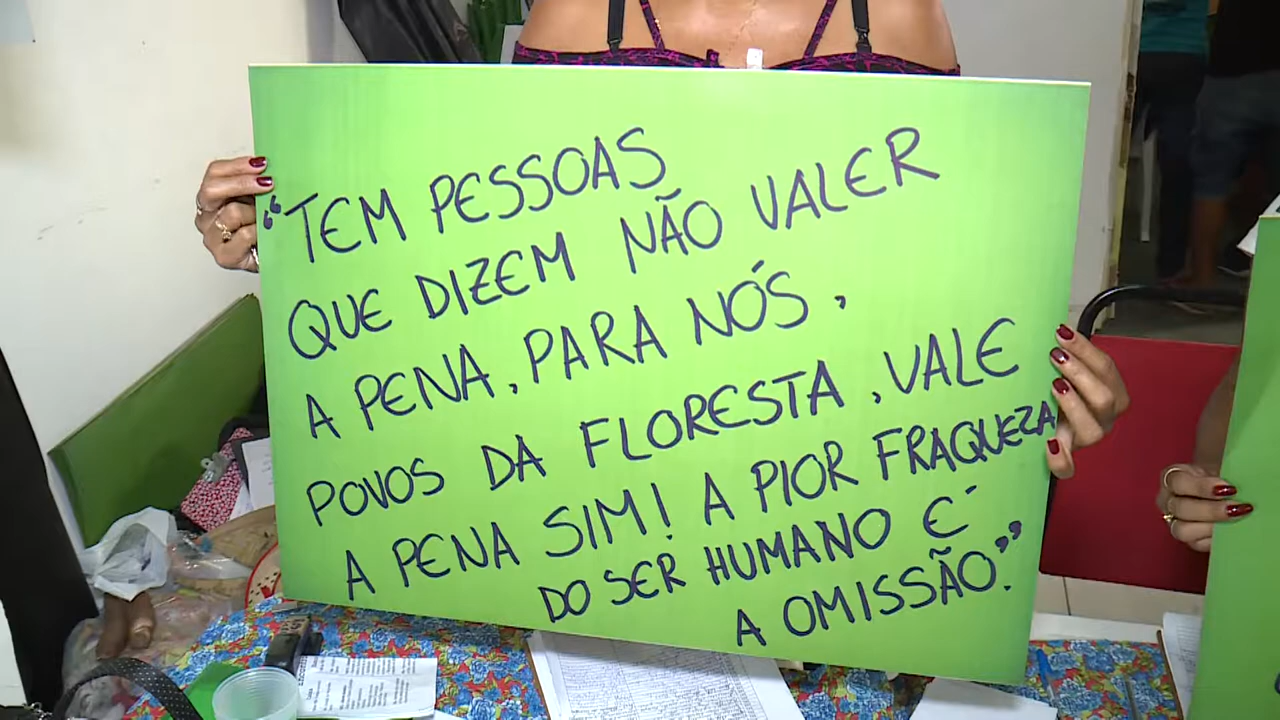 “TEM PESSOAS
QUE DIZEM NÃO VALER
A PENA, PARA NÓS,
POVOS DA FLORESTA, VALE
A PENA SIM! A PIOR FRAQUEZA
DO SER HUMANO É
A OMISSÃO.”